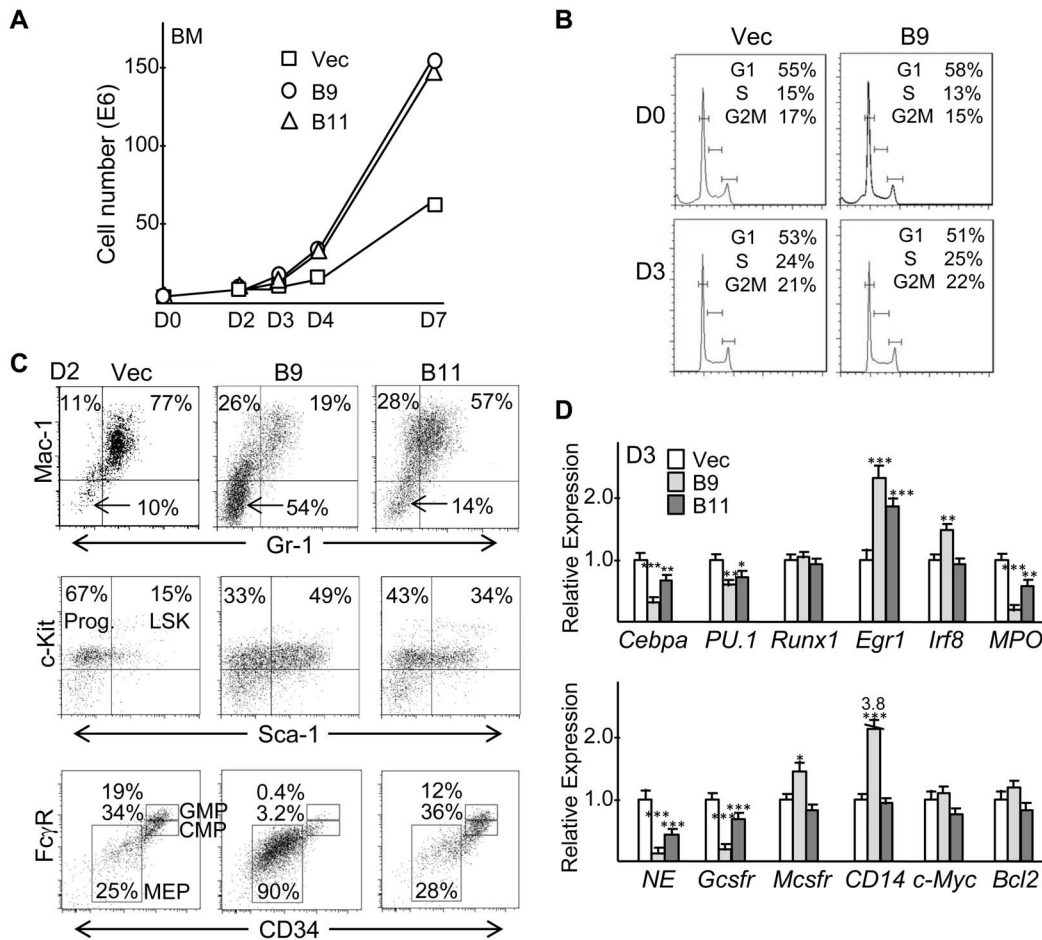 A
BM
Vec
B9
B11
Cell number (E6)
150
100
50
D0 D2 D3 D4 D7
B
Vec B9
D0
G1 55%
S 15%
G2M 17%
G1 58%
S 13%
G2M 15%
D3
G1 53%
S 24%
G2M 21%
G1 51%
S 25%
G2M 22%
C
D2 Vec B9 B11
Mac-1
11% 77%
10%
26% 19%
54%
28% 57%
14%
Gr-1
c-Kit
67% 15%
Prog. LSK
33% 49%
43% 34%
Sca-1
FcγR
19%
34%
GMP
CMP
25% MEP
0.4%
3.2%
90%
12%
36%
28%
CD34
D
D3
Vec
B9
B11
Relative Expression
2.0
1.0
*** ** ** * *** *** ** *** **
Cebpa PU.1 Runx1 Egr1 Irf8 MPO
Relative Expression
2.0
1.0
3.8
*** *** *** *** * ***
NE Gcsfr Mcsfr CD14 c-Myc Bcl2